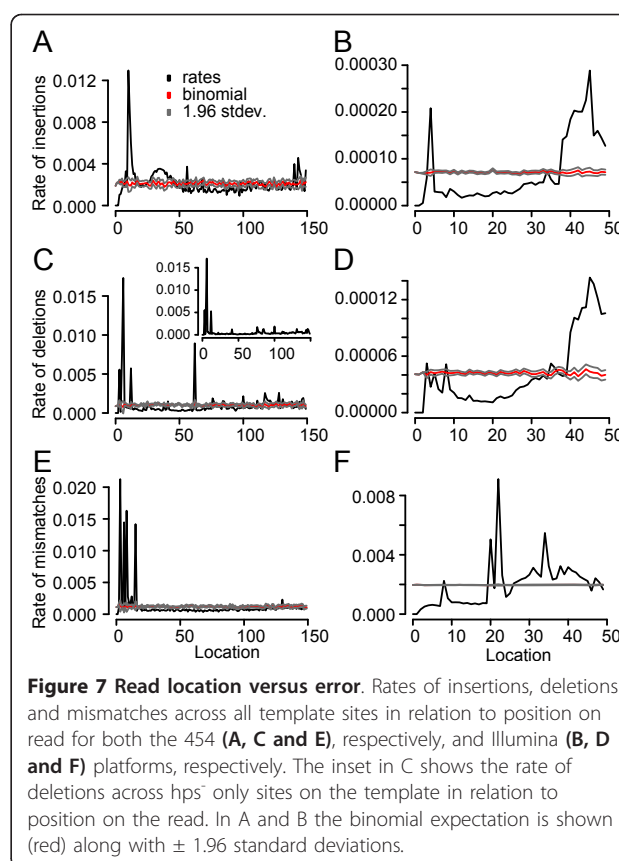 A
Rate of insertions
0.012
0.008
0.004
0.000
0 50 100 150
rates
binomial
1.96 stdev.
B
0.00030
0.00010
0.00000
0 10 20 30 40 50
C
Rate of deletions
0.015
0.010
0.005
0.000
0 50 100 150
0.015
0.010
0.005
0.000
0 50 100 150
D
0.00012
0.00006
0.00000
0 10 20 30 40 50
E
Rate of mismatches
0.020
0.015
0.010
0.005
0.000
0 50 100 150
Location
F
0.008
0.004
0.000
0 10 20 30 40 50
Location
Figure 7 Read location versus error. Rates of insertions, deletions
and mismatches across all template sites in relation to position on
read for both the 454 (A, C and E), respectively, and Illumina (B, D
and F) platforms, respectively. The inset in C shows the rate of
deletions across hps⁻ only sites on the template in relation to
position on the read. In A and B the binomial expectation is shown
(red) along with ± 1.96 standard deviations.